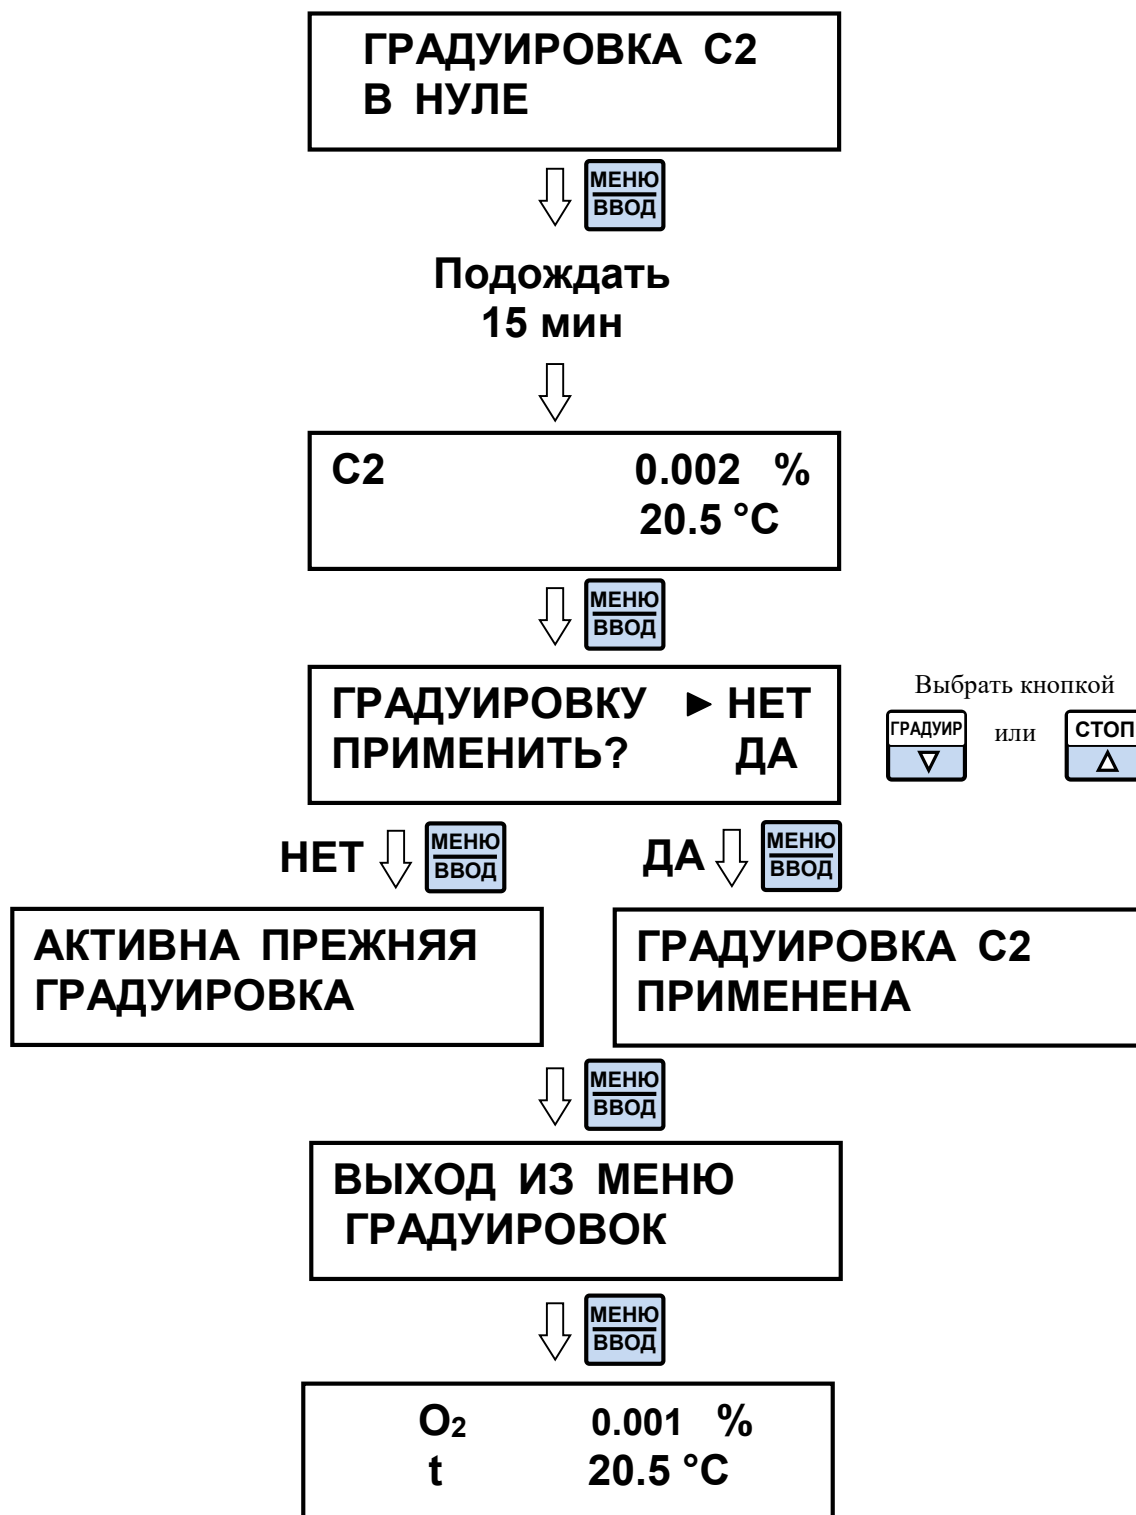 ГРАДУИРОВКА С2
В НУЛЕ
МЕНЮ
ВВОД
Подождать
15 мин
С2 0.002 %
20.5 °С
МЕНЮ
ВВОД
ГРАДУИРОВКУ ► НЕТ
ПРИМЕНИТЬ? ДА
Выбрать кнопкой
ГРАДУИР или СТОП
НЕТ
МЕНЮ
ВВОД
ДА
МЕНЮ
ВВОД
АКТИВНА ПРЕЖНЯЯ
ГРАДУИРОВКА
ГРАДУИРОВКА С2
ПРИМЕНЕНА
МЕНЮ
ВВОД
ВЫХОД ИЗ МЕНЮ
ГРАДУИРОВОК
МЕНЮ
ВВОД
O₂ 0.001 %
t 20.5 °С